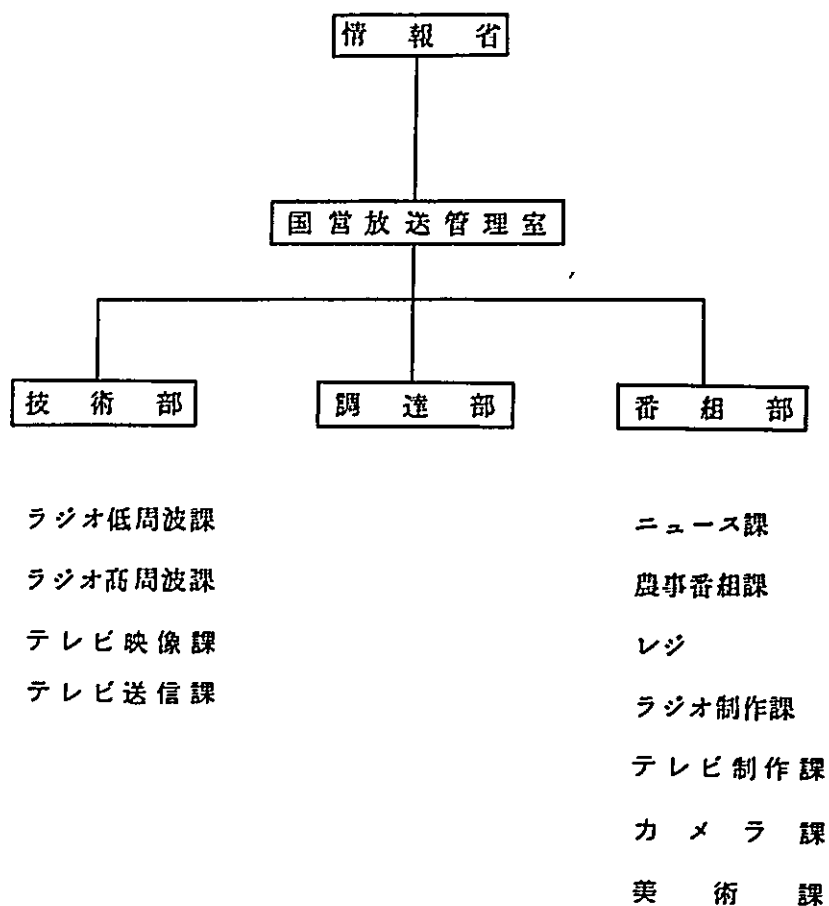 情報省
国営放送管理室
技術部
調達部
番組部
ラジオ低周波課
ラジオ高周波課
テレビ映像課
テレビ送信課
ニュース課
農事番組課
レジ
ラジオ制作課
テレビ制作課
カメラ課
美術課